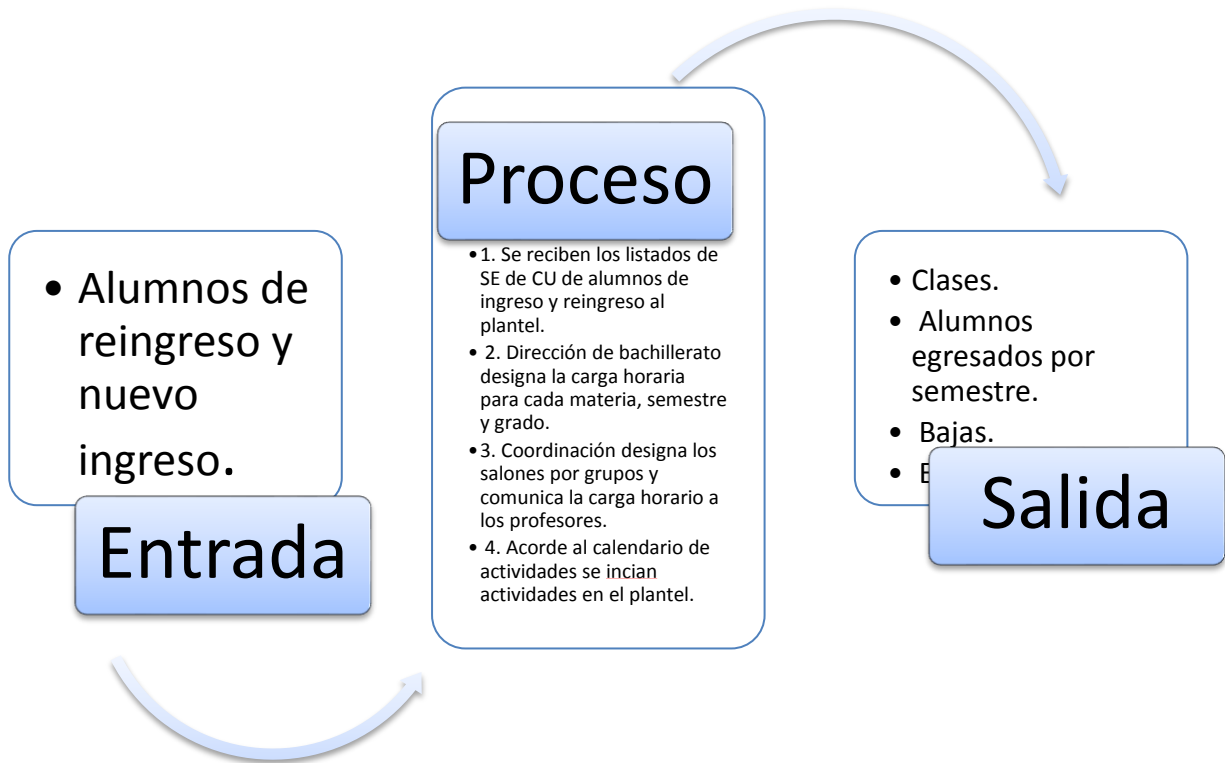 • Alumnos de
reingreso y
nuevo
ingreso.
Entrada
Proceso
•1. Se reciben los listados de
SE de CU de alumnos de
ingreso y reingreso al
plantel.
• 2. Dirección de bachillerato
designa la carga horaria
para cada materia, semestre
y grado.
•3. Coordinación designa los
salones por grupos y
comunica la carga horario a
los profesores.
• 4. Acorde al calendario de
actividades se incian
actividades en el plantel.
• Clases.
• Alumnos
egresados por
semestre.
• Bajas.
•
Salida